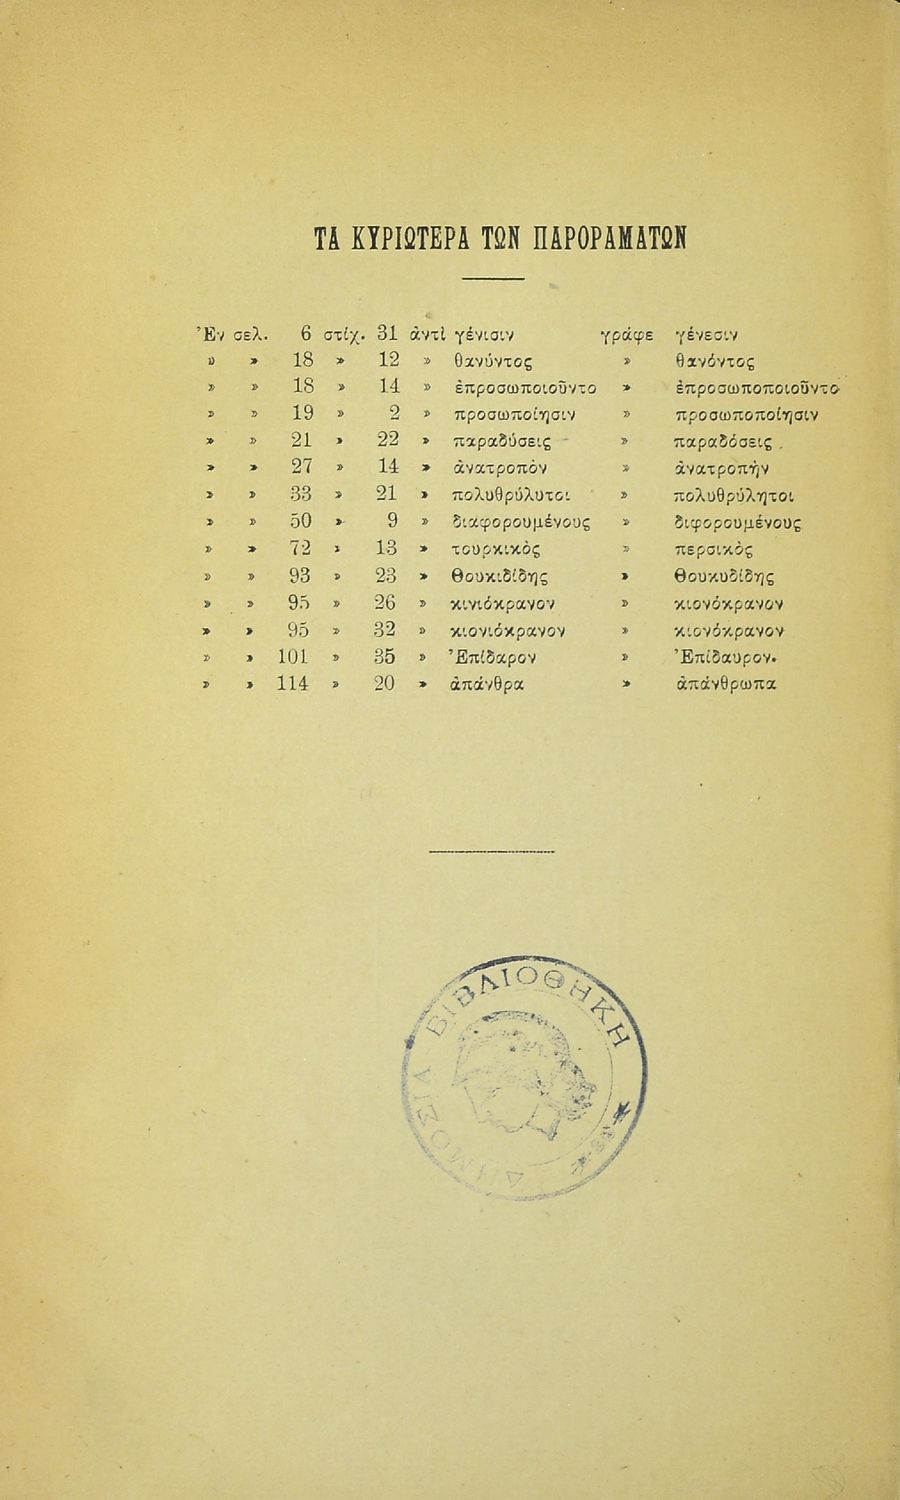 ΤΑ ΚΥΡΙΩΤΕΡΑ ΤΩΝ ΠΑΡΟΡΑΜΑΤΩΝ
Ἐν σελ. 6 στίχ. 31 ἀντὶ γένισιν γράφε γένεσιν
» » 18 » 12 » θανύντος » θανόντος
» » 18 » 14 » ἐπροσωποιοῦντο » ἐπροσωποποιοῦντο
» » 19 » 2 » προσωποίησιν » προσωποποίησιν
» » 21 » 22 » παραδύσεις » παραδόσεις
» » 27 » 14 » ἀνατροπὸν » ἀνατροπὴν
» » 33 » 21 » πολυθρύλυτοι » πολυθρύλητοι
» » 50 » 9 » διαφορουμένους » διφορουμένους
» » 72 » 13 » τουρκικὸς » περσικὸς
» » 93 » 23 » Θουκιδίδης » Θουκυδίδης
» » 95 » 26 » κινιόκρανον » κιονόκρανον
» » 95 » 32 » κιονιόκρανον » κιονόκρανον
» » 101 » 35 » Ἐπίδαρον » Ἐπίδαυρον.
» » 114 » 20 » ἀπάνθρα » ἀπάνθρωπα
ΔΗΜΟΣΙΑ ΒΙΒΛΙΟΘΗΚΗ